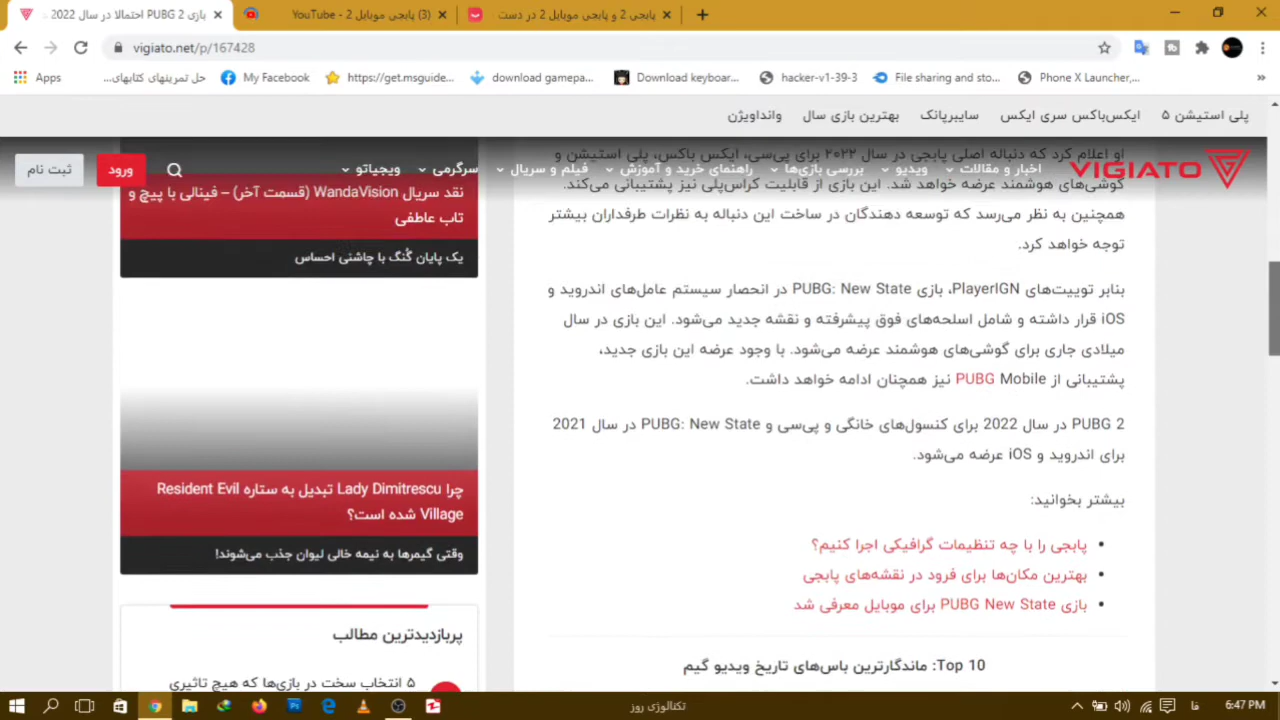 بازی PUBG 2 احتمالا در سال 2022
(3) پابجی موبایل 2 - YouTube
پابجی 2 و پابجی موبایل 2 در دست
vigiato.net/p/167428
Apps
حل تمرینهای کتابهای...
My Facebook
https://get.msguide...
download gamepa...
Download keyboar...
hacker-v1-39-3
File sharing and sto...
Phone X Launcher,...
پلی استیشن ۵
ایکس‌باکس سری ایکس
سایبرپانک
بهترین بازی سال
وانداویژن
VIGIATO
اخبار و مقالات
ویدیو
بررسی بازی‌ها
راهنمای خرید و آموزش
فیلم و سریال
سرگرمی
ویجیاتو
ورود
ثبت نام
او اعلام کرد که دنباله اصلی پابجی در سال ۲۰۲۲ برای پی‌سی، ایکس باکس، پلی استیشن و
گوشی‌های هوشمند عرضه خواهد شد. این بازی از قابلیت کراس‌پلی نیز پشتیبانی می‌کند.
همچنین به نظر می‌رسد که توسعه دهندگان در ساخت این دنباله به نظرات طرفداران بیشتر
توجه خواهد کرد.
بنابر توییت‌های PlayerIGN، بازی PUBG: New State در انحصار سیستم عامل‌های اندروید و
iOS قرار داشته و شامل اسلحه‌های فوق پیشرفته و نقشه جدید می‌شود. این بازی در سال
میلادی جاری برای گوشی‌های هوشمند عرضه می‌شود. با وجود عرضه این بازی جدید،
پشتیبانی از PUBG Mobile نیز همچنان ادامه خواهد داشت.
PUBG 2 در سال 2022 برای کنسول‌های خانگی و پی‌سی و PUBG: New State در سال 2021
برای اندروید و iOS عرضه می‌شود.
بیشتر بخوانید:
پابجی را با چه تنظیمات گرافیکی اجرا کنیم؟
بهترین مکان‌ها برای فرود در نقشه‌های پابجی
بازی PUBG New State برای موبایل معرفی شد
Top 10: ماندگارترین باس‌های تاریخ ویدیو گیم
نقد سریال WandaVision (قسمت آخر) – فینالی با پیچ و
تاب عاطفی
یک پایان گُنگ با چاشنی احساس
چرا Lady Dimitrescu تبدیل به ستاره Resident Evil
Village شده است؟
وقتی گیمرها به نیمه خالی لیوان جذب می‌شوند!
پربازدیدترین مطالب
۵ انتخاب سخت در بازی‌ها که هیچ تاثیری
تکنالوژی روز
فا
6:47 PM